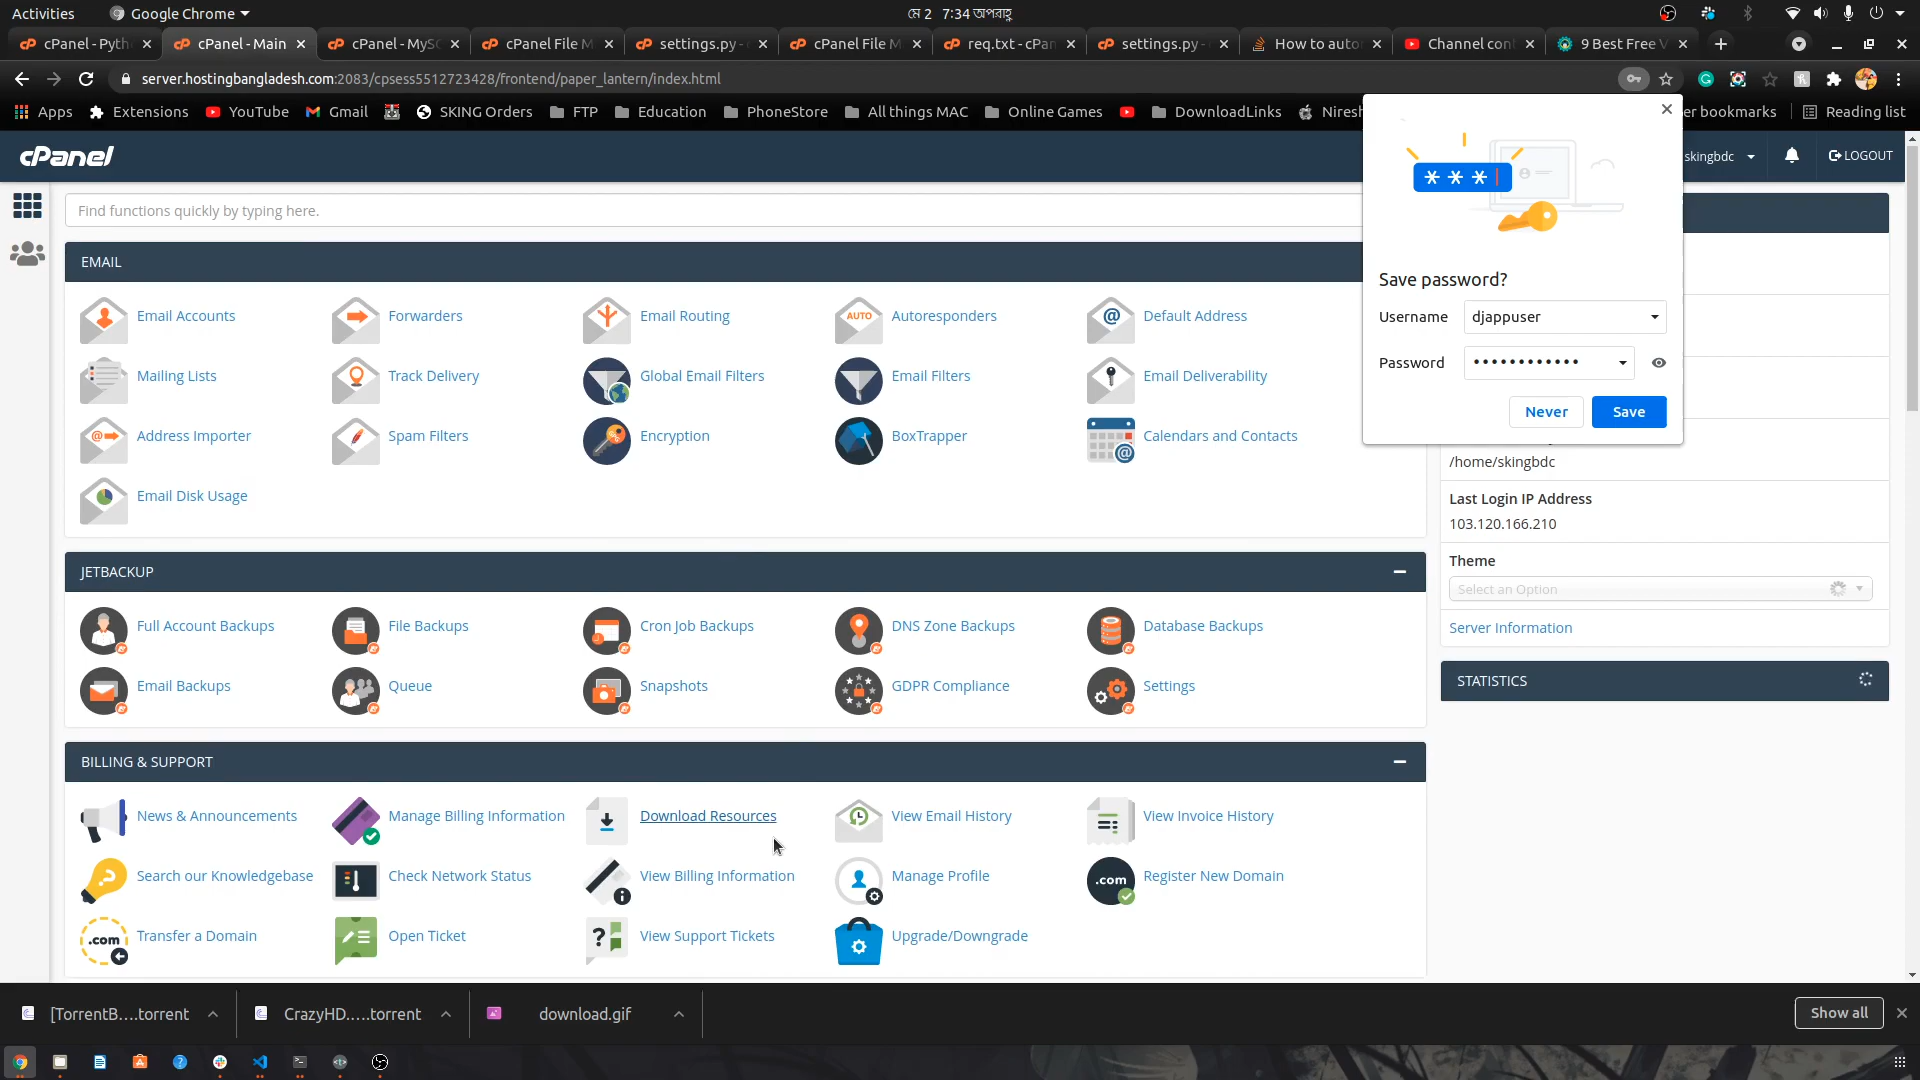 Activities
Google Chrome
মে 2 7:34 অপরাহ্ণ
cPanel - Pyth
cPanel - Main
cPanel - MyS
cPanel File M
settings.py -
cPanel File M
req.txt - cPan
settings.py -
How to auto
Channel con
9 Best Free V
server.hostingbangladesh.com:2083/cpsess5512723428/frontend/paper_lantern/index.html
Apps
Extensions
YouTube
Gmail
SKING Orders
FTP
Education
PhoneStore
All things MAC
Online Games
DownloadLinks
Niresh
er bookmarks
Reading list
cPanel
skingbdc
LOGOUT
Find functions quickly by typing here.
Save password?
Username
djappuser
Password
Never
Save
EMAIL
Email Accounts
Forwarders
Email Routing
AUTO
Autoresponders
Default Address
Mailing Lists
Track Delivery
Global Email Filters
Email Filters
Email Deliverability
Address Importer
Spam Filters
Encryption
BoxTrapper
Calendars and Contacts
Email Disk Usage
/home/skingbdc
Last Login IP Address
103.120.166.210
Theme
Select an Option
Server Information
STATISTICS
JETBACKUP
Full Account Backups
File Backups
Cron Job Backups
DNS Zone Backups
Database Backups
Email Backups
Queue
Snapshots
GDPR Compliance
Settings
BILLING & SUPPORT
News & Announcements
Manage Billing Information
Download Resources
View Email History
View Invoice History
Search our Knowledgebase
Check Network Status
View Billing Information
Manage Profile
.com
Register New Domain
.com
Transfer a Domain
Open Ticket
View Support Tickets
Upgrade/Downgrade
[TorrentB....torrent
CrazyHD.....torrent
download.gif
Show all